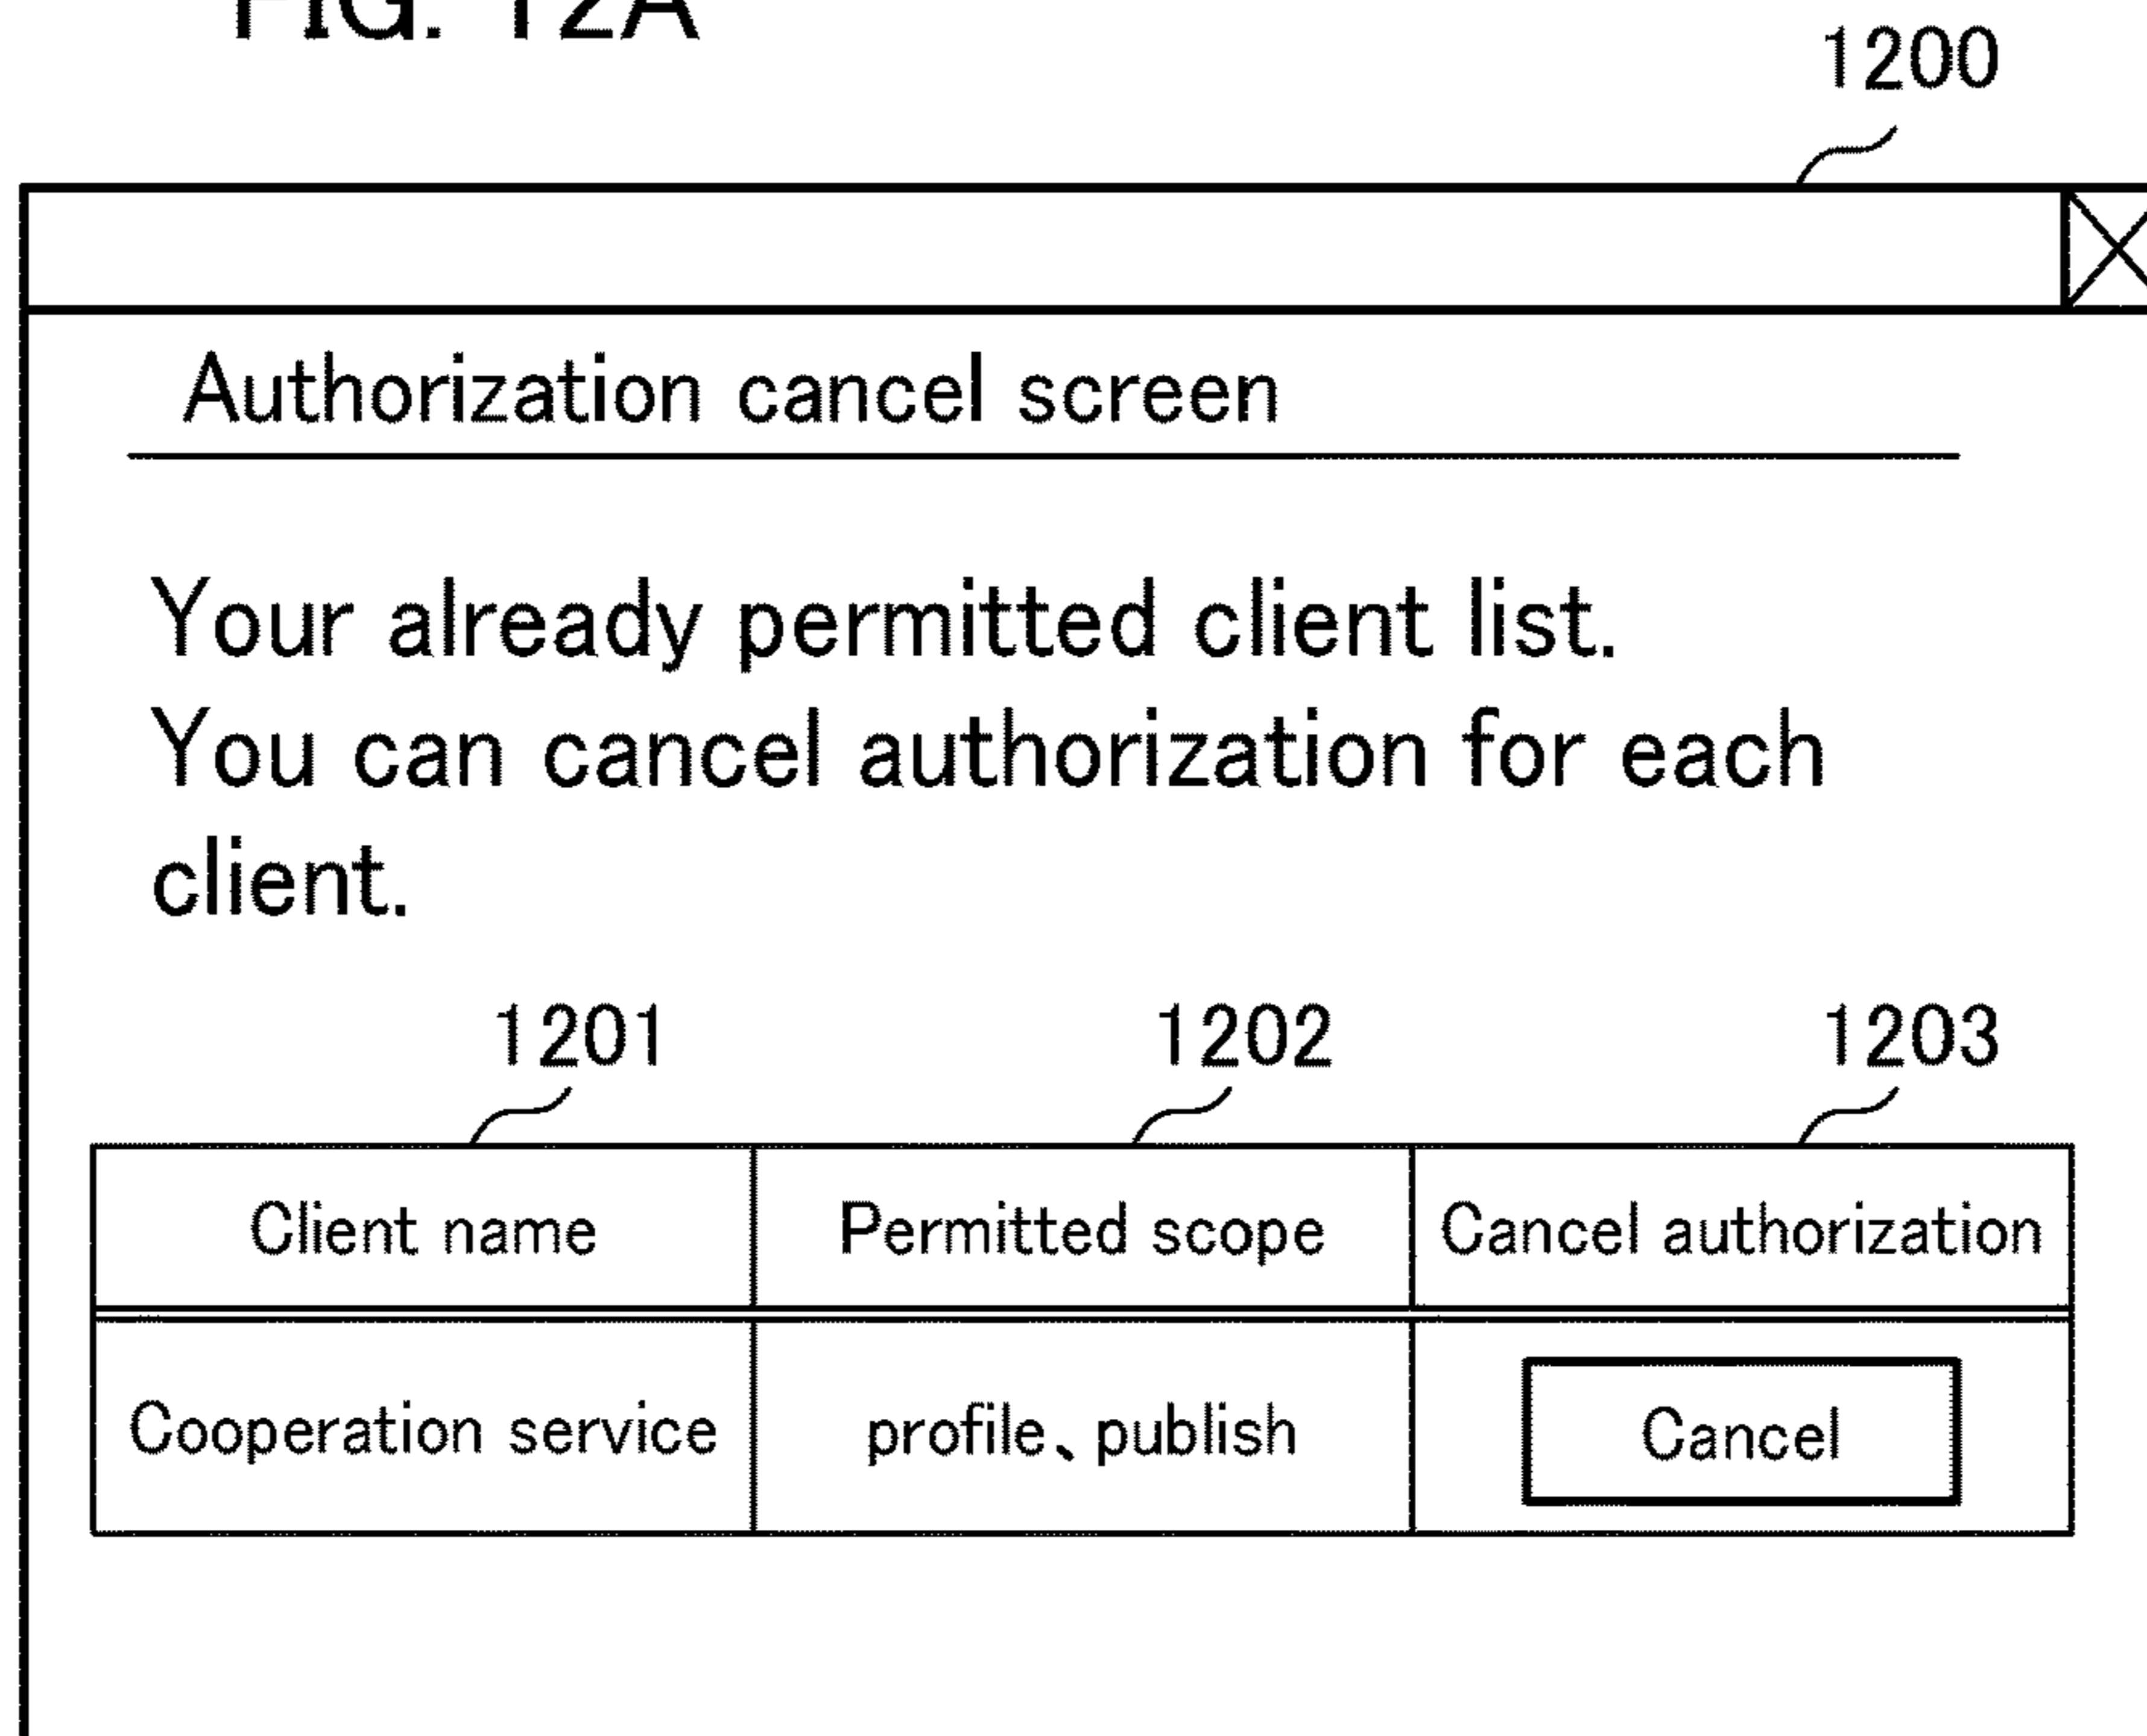 FIG. 12A
1200
Authorization cancel screen
Your already permitted client list.
You can cancel authorization for each
client.
1201 1202 1203
Client name Permitted scope Cancel authorization
Cooperation service profile、publish Cancel